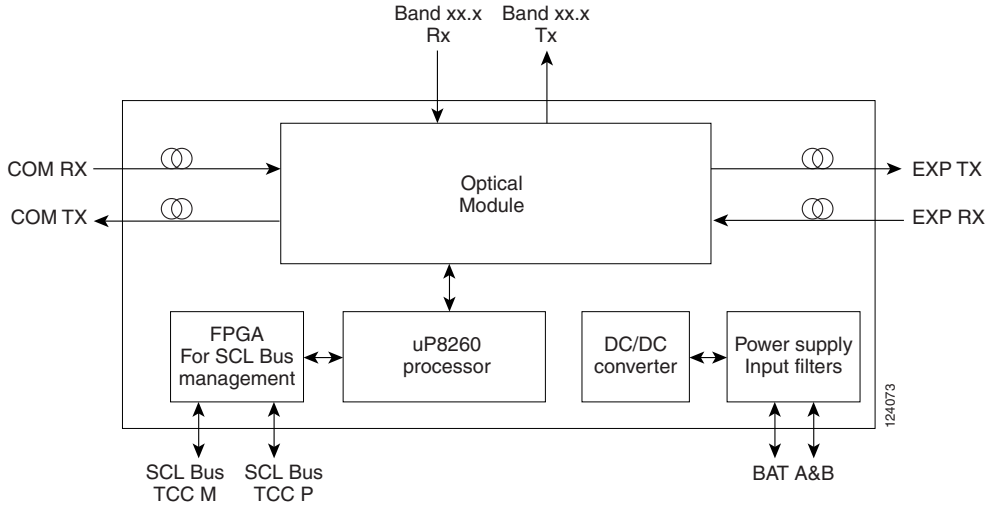 Band xx.x
Rx
Band xx.x
Tx
COM RX
COM TX
Optical
Module
EXP TX
EXP RX
FPGA
For SCL Bus
management
uP8260
processor
DC/DC
converter
Power supply
Input filters
124073
SCL Bus
TCC M
SCL Bus
TCC P
BAT A&B